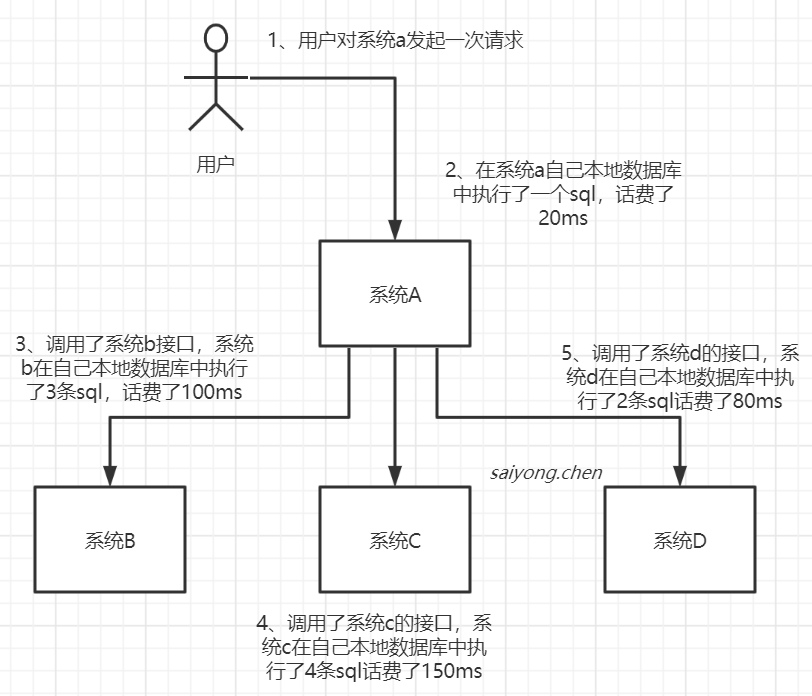 1、用户对系统a发起一次请求
用户
2、在系统a自己本地数据库
中执行了一个sql，话费了
20ms
系统A
3、调用了系统b接口，系统
b在自己本地数据库中执行
了3条sql，话费了100ms
5、调用了系统d的接口，系
统d在自己本地数据库中执
行了2条sql话费了80ms
saiyong.chen
系统B
系统C
系统D
4、调用了系统c的接口，系
统c在自己本地数据库中执
行了4条sql话费了150ms